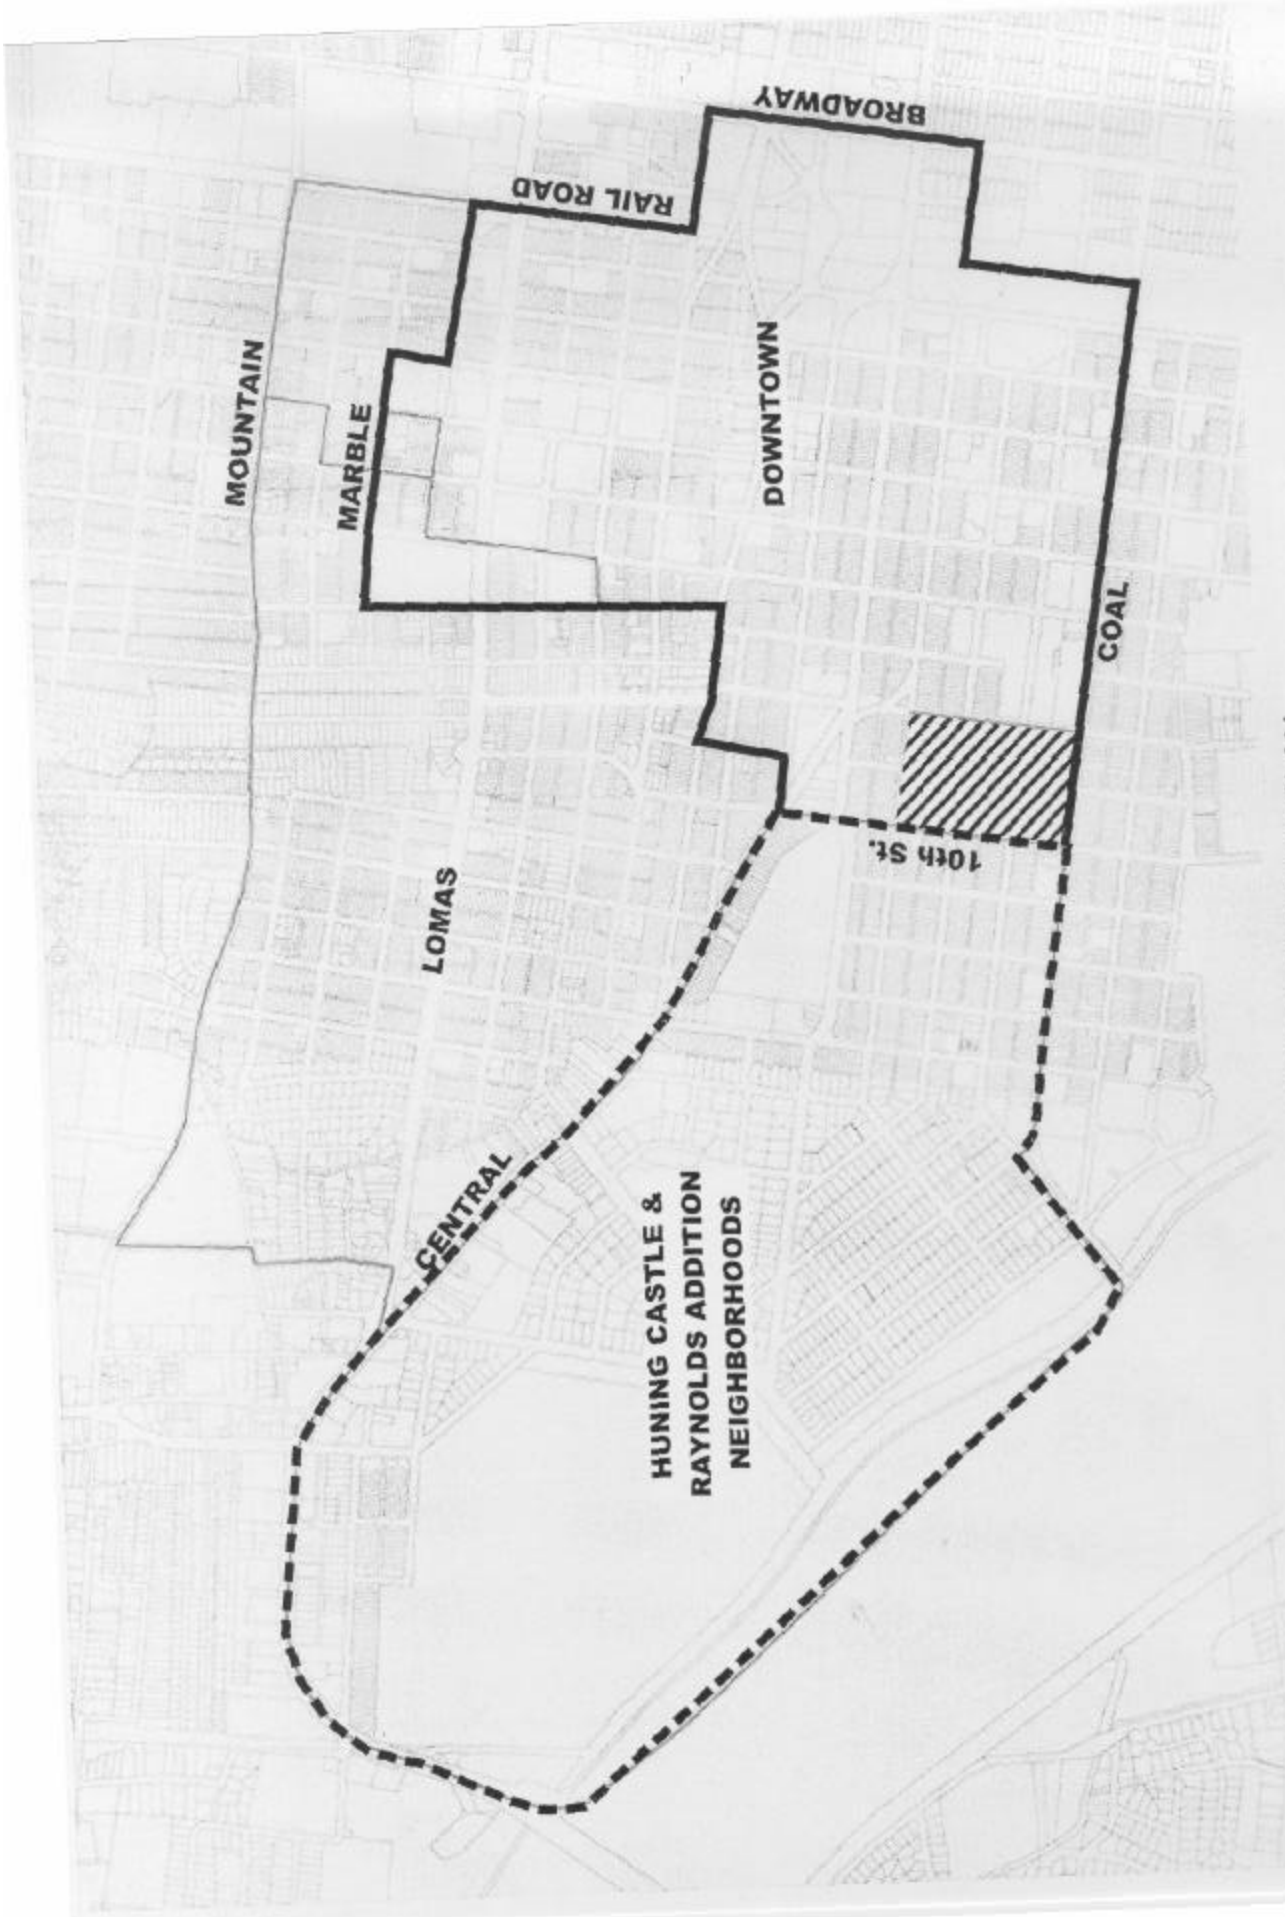 MOUNTAIN
MARBLE
RAIL ROAD
BROADWAY
DOWNTOWN
LOMAS
COAL
10th St.
CENTRAL
HUNING CASTLE &
RAYNOLDS ADDITION
NEIGHBORHOODS